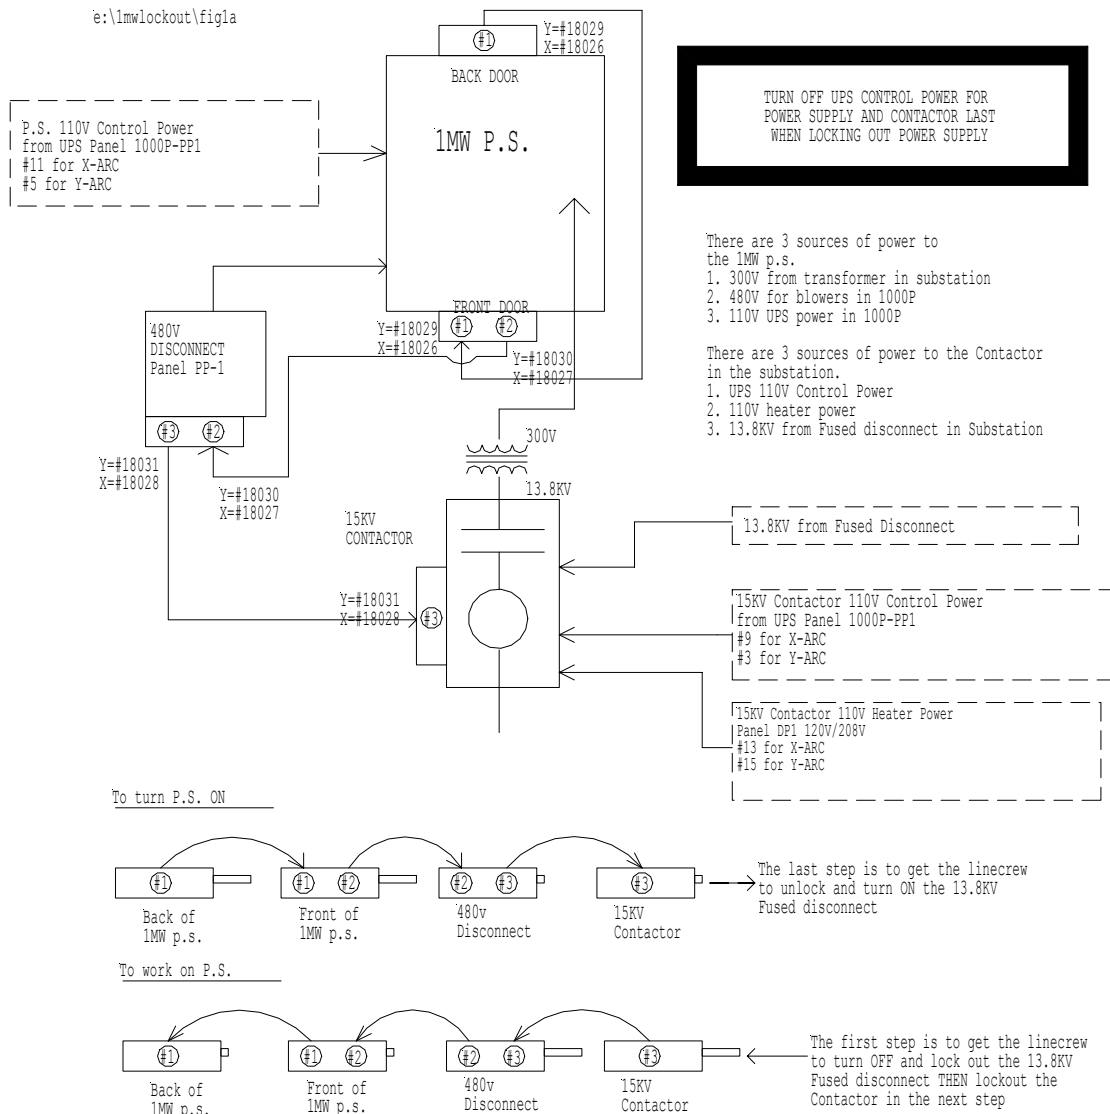 e:\1mwlockout\fig1a
#1
Y=#18029
X=#18026
BACK DOOR
1MW P.S.
TURN OFF UPS CONTROL POWER FOR
POWER SUPPLY AND CONTACTOR LAST
WHEN LOCKING OUT POWER SUPPLY
P.S. 110V Control Power
from UPS Panel 1000P-PP1
#11 for X-ARC
#5 for Y-ARC
There are 3 sources of power to
the 1MW p.s.
1. 300V from transformer in substation
2. 480V for blowers in 1000P
3. 110V UPS power in 1000P
There are 3 sources of power to the Contactor
in the substation.
1. UPS 110V Control Power
2. 110V heater power
3. 13.8KV from Fused disconnect in Substation
FRONT DOOR
#1 #2
Y=#18029
X=#18026
Y=#18030
X=#18027
480V
DISCONNECT
Panel PP-1
#3 #2
Y=#18031
X=#18028
Y=#18030
X=#18027
300V
13.8KV
15KV
CONTACTOR
Y=#18031
X=#18028
#3
13.8KV from Fused Disconnect
15KV Contactor 110V Control Power
from UPS Panel 1000P-PP1
#9 for X-ARC
#3 for Y-ARC
15KV Contactor 110V Heater Power
Panel DP1 120V/208V
#13 for X-ARC
#15 for Y-ARC
To turn P.S. ON
#1
Back of
1MW p.s.
#1 #2
Front of
1MW p.s.
#2 #3
480v
Disconnect
#3
15KV
Contactor
The last step is to get the linecrew
to unlock and turn ON the 13.8KV
Fused disconnect
To work on P.S.
#1
Back of
1MW p.s.
#1 #2
Front of
1MW p.s.
#2 #3
480v
Disconnect
#3
15KV
Contactor
The first step is to get the linecrew
to turn OFF and lock out the 13.8KV
Fused disconnect THEN lockout the
Contactor in the next step